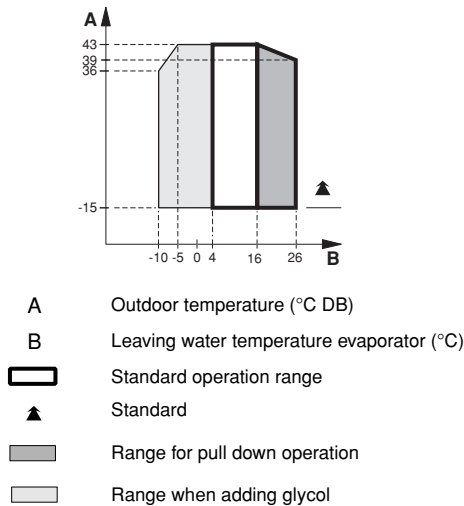 A
43
39
36
-15
-10 -5 0 4 16 26 B
A Outdoor temperature (°C DB)
B Leaving water temperature evaporator (°C)
Standard operation range
Standard
Range for pull down operation
Range when adding glycol